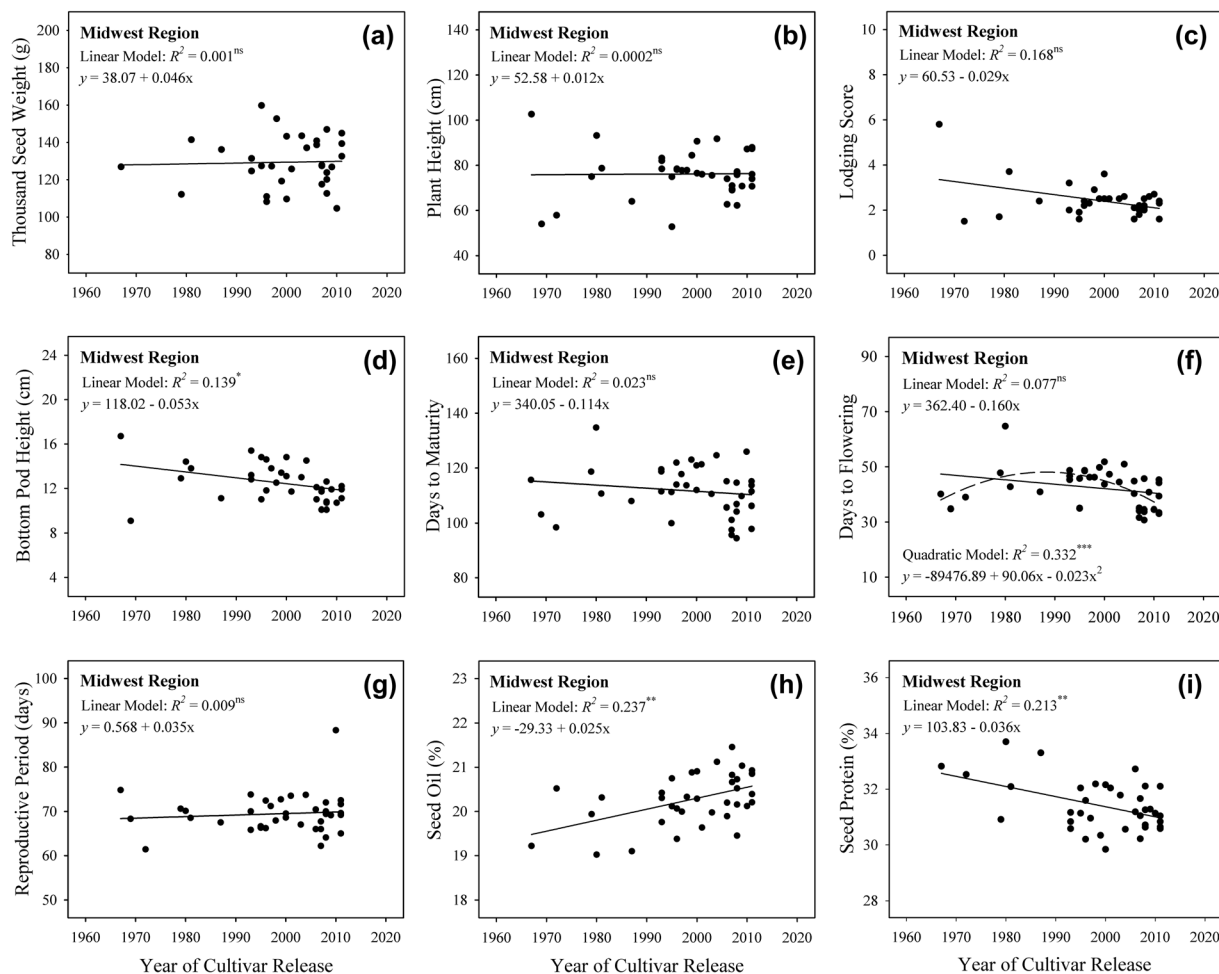 Midwest Region
(a)
Linear Model: R² = 0.001ns
y = 38.07 + 0.046x
Thousand Seed Weight (g)
180
160
140
120
100
80
1960 1970 1980 1990 2000 2010 2020
Midwest Region
(b)
Linear Model: R² = 0.0002ns
y = 52.58 + 0.012x
Plant Height (cm)
140
120
100
80
60
40
1960 1970 1980 1990 2000 2010 2020
Midwest Region
(c)
Linear Model: R² = 0.168ns
y = 60.53 - 0.029x
Lodging Score
10
8
6
4
2
0
1960 1970 1980 1990 2000 2010 2020
Midwest Region
(d)
Linear Model: R² = 0.139*
y = 118.02 - 0.053x
Bottom Pod Height (cm)
24
20
16
12
8
4
1960 1970 1980 1990 2000 2010 2020
Midwest Region
(e)
Linear Model: R² = 0.023ns
y = 340.05 - 0.114x
Days to Maturity
160
140
120
100
80
1960 1970 1980 1990 2000 2010 2020
Midwest Region
(f)
Linear Model: R² = 0.077ns
y = 362.40 - 0.160x
Quadratic Model: R² = 0.332***
y = -89476.89 + 90.06x - 0.023x²
Days to Flowering
90
70
50
30
10
1960 1970 1980 1990 2000 2010 2020
Midwest Region
(g)
Linear Model: R² = 0.009ns
y = 0.568 + 0.035x
Reproductive Period (days)
100
90
80
70
60
50
1960 1970 1980 1990 2000 2010 2020
Year of Cultivar Release
Midwest Region
(h)
Linear Model: R² = 0.237**
y = -29.33 + 0.025x
Seed Oil (%)
23
22
21
20
19
18
1960 1970 1980 1990 2000 2010 2020
Year of Cultivar Release
Midwest Region
(i)
Linear Model: R² = 0.213**
y = 103.83 - 0.036x
Seed Protein (%)
36
34
32
30
28
1960 1970 1980 1990 2000 2010 2020
Year of Cultivar Release